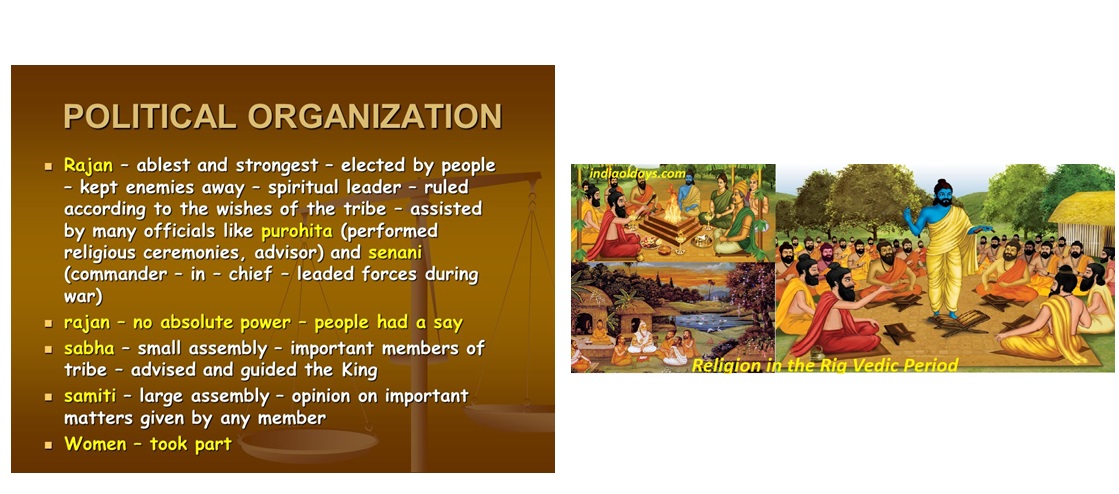 POLITICAL ORGANIZATION
Rajan – ablest and strongest – elected by people
– kept enemies away – spiritual leader – ruled
according to the wishes of the tribe – assisted
by many officials like purohita (performed
religious ceremonies, advisor) and senani
(commander – in – chief – leaded forces during
war)
rajan – no absolute power – people had a say
sabha – small assembly – important members of
tribe – advised and guided the King
samiti – large assembly – opinion on important
matters given by any member
Women – took part
indiaoldays.com
Religion in the Rig Vedic Period